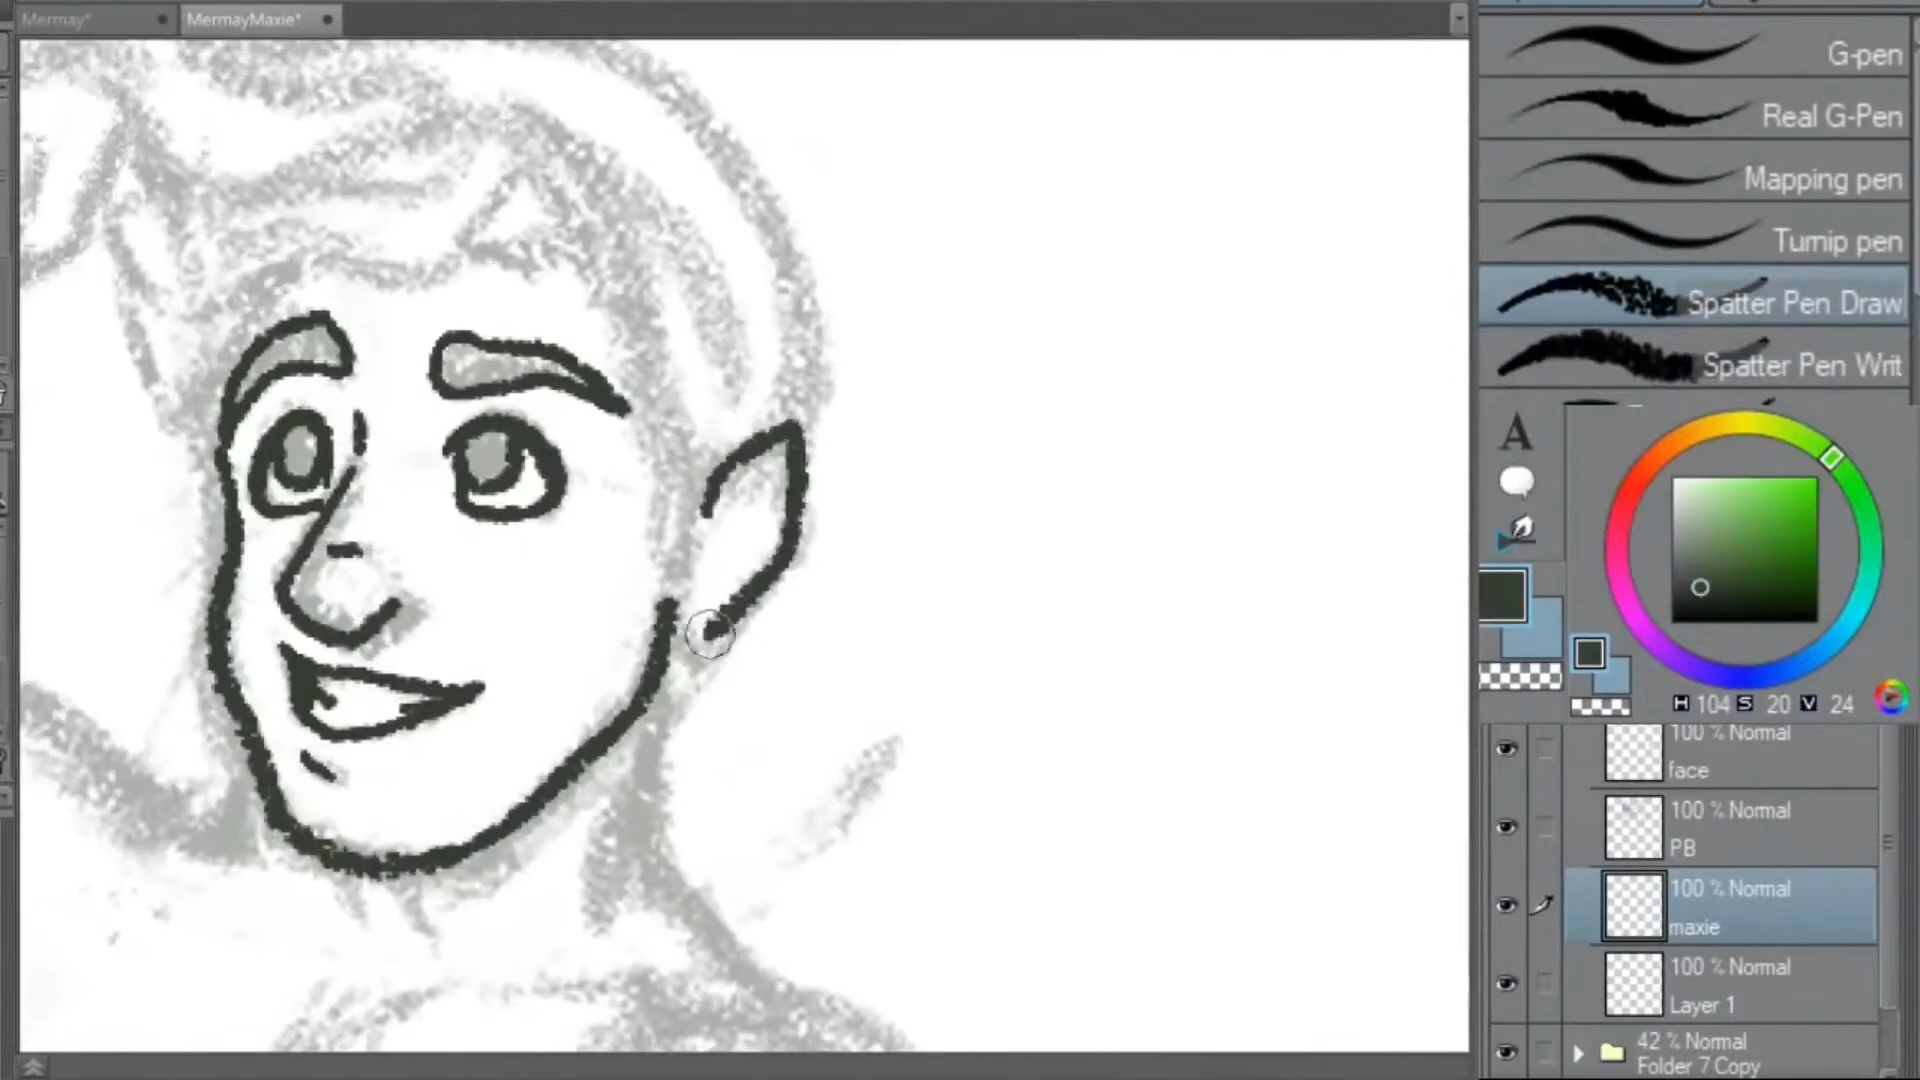 Mermay*
MermayMaxie*
G-pen
Real G-Pen
Mapping pen
Turnip pen
Spatter Pen Draw
Spatter Pen Writ
A
H 104 S 20 V 24
100 % Normal
face
100 % Normal
PB
100 % Normal
maxie
100 % Normal
Layer 1
42 % Normal
Folder 7 Copy